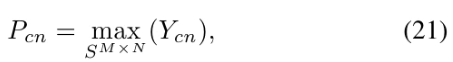 P_{cn} = \max_{S^{M \times N}} (Y_{cn}), (21)